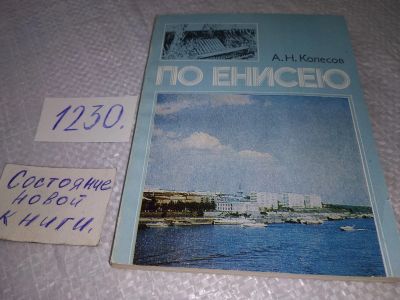 А. Н. Колесов
ПО ЕНИСЕЮ
1230.
Состояние
новой
книги.